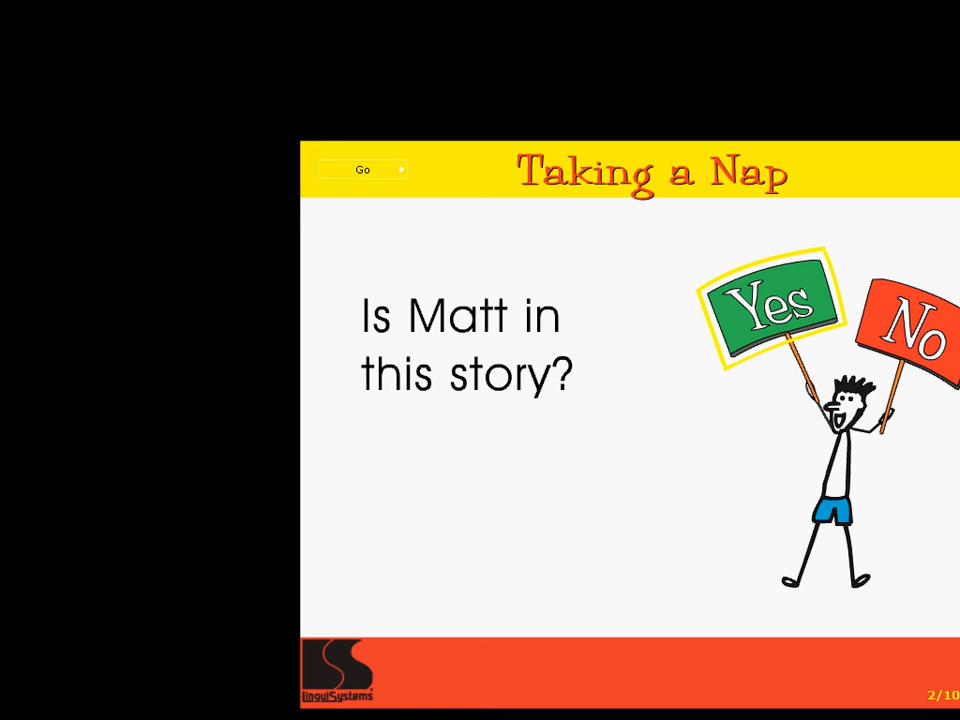 Go
Taking a Nap
Is Matt in
this story?
Yes
No
LinguiSystems
2/10